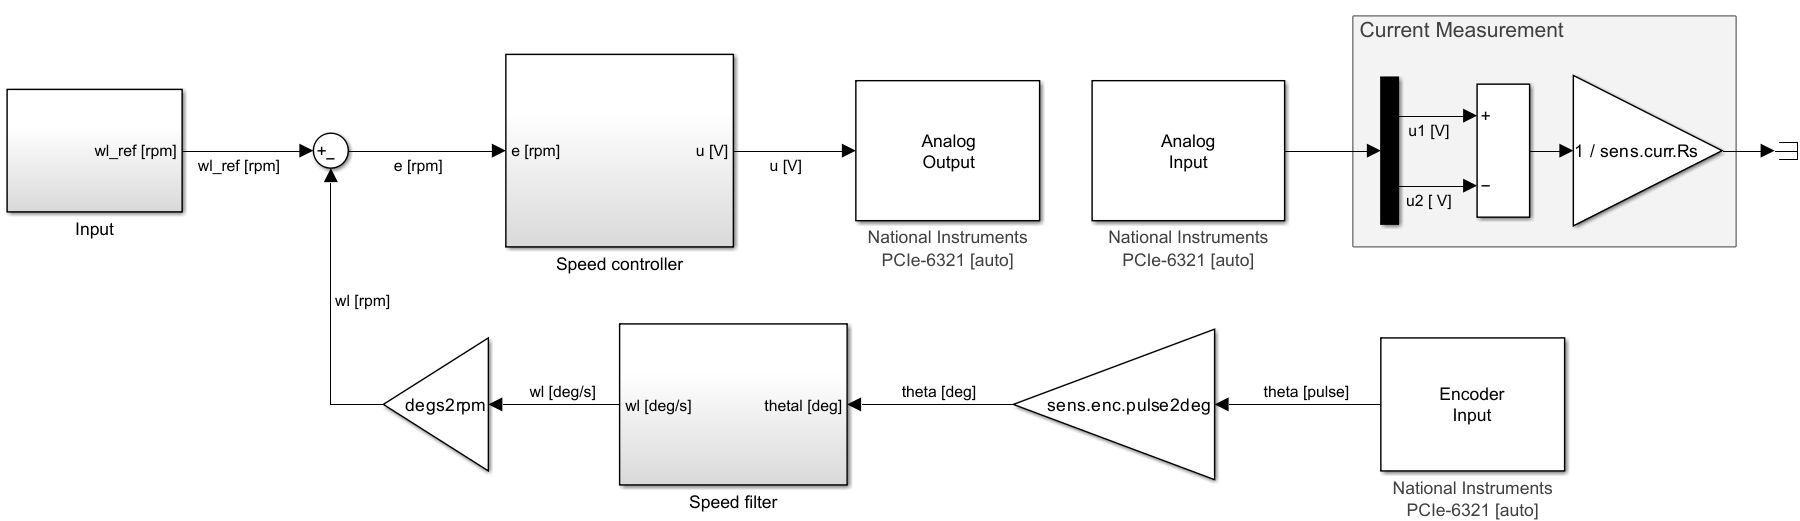 Current Measurement
wl_ref [rpm]
wl_ref [rpm]
Input
+
_
e [rpm]
e [rpm]
u [V]
Speed controller
u [V]
Analog
Output
National Instruments
PCIe-6321 [auto]
Analog
Input
National Instruments
PCIe-6321 [auto]
u1 [V]
u2 [ V]
+
−
1 / sens.curr.Rs
wl [rpm]
degs2rpm
wl [deg/s]
wl [deg/s]
thetal [deg]
Speed filter
theta [deg]
sens.enc.pulse2deg
theta [pulse]
Encoder
Input
National Instruments
PCIe-6321 [auto]